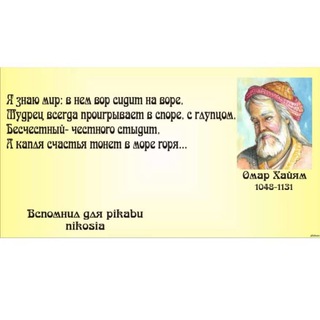 Я знаю мир: в нем вор сидит на воре,
Мудрец всегда проигрывает в споре, с глупцом,
Бесчестный- честного стыдит,
А капля счастья тонет в море горя...
Омар Хайям
1048-1131
Вспомнил для pikabu
nikosia